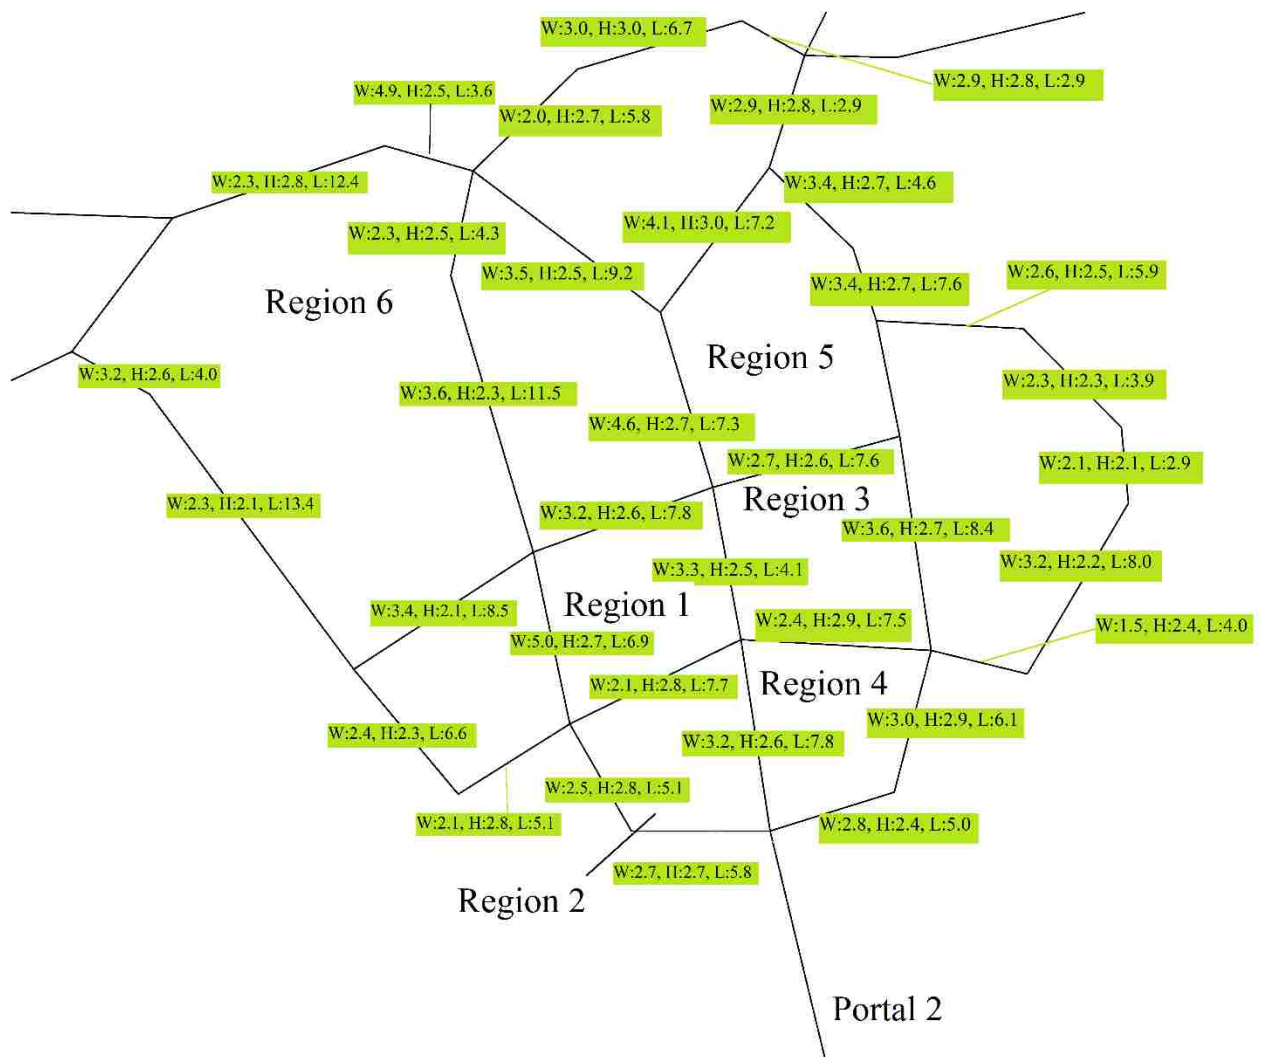 W:3.0, H:3.0, L:6.7
W:2.9, H:2.8, L:2.9
W:4.9, H:2.5, L:3.6
W:2.0, H:2.7, L:5.8
W:2.9, H:2.8, L:2.9
W:2.3, H:2.8, L:12.4
W:3.4, H:2.7, L:4.6
W:4.1, H:3.0, L:7.2
W:2.3, H:2.5, L:4.3
W:3.5, H:2.5, L:9.2
W:2.6, H:2.5, L:5.9
Region 6
W:3.4, H:2.7, L:7.6
Region 5
W:3.2, H:2.6, L:4.0
W:2.3, H:2.3, L:3.9
W:3.6, H:2.3, L:11.5
W:4.6, H:2.7, L:7.3
W:2.7, H:2.6, L:7.6
W:2.1, H:2.1, L:2.9
Region 3
W:2.3, H:2.1, L:13.4
W:3.2, H:2.6, L:7.8
W:3.6, H:2.7, L:8.4
W:3.2, H:2.2, L:8.0
W:3.3, H:2.5, L:4.1
Region 1
W:3.4, H:2.1, L:8.5
W:2.4, H:2.9, L:7.5
W:1.5, H:2.4, L:4.0
W:5.0, H:2.7, L:6.9
W:2.1, H:2.8, L:7.7
Region 4
W:3.0, H:2.9, L:6.1
W:2.4, H:2.3, L:6.6
W:3.2, H:2.6, L:7.8
W:2.5, H:2.8, L:5.1
W:2.1, H:2.8, L:5.1
W:2.8, H:2.4, L:5.0
W:2.7, H:2.7, L:5.8
Region 2
Portal 2